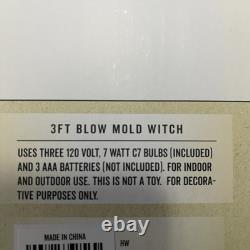 3FT BLOW MOLD WITCH
USES THREE 120 VOLT, 7 WATT C7 BULBS (INCLUDED)
AND 3 AAA BATTERIES (NOT INCLUDED). FOR INDOOR
AND OUTDOOR USE. THIS IS NOT A TOY. FOR DECORA-
TIVE PURPOSES ONLY.
MADE IN CHINA
HW